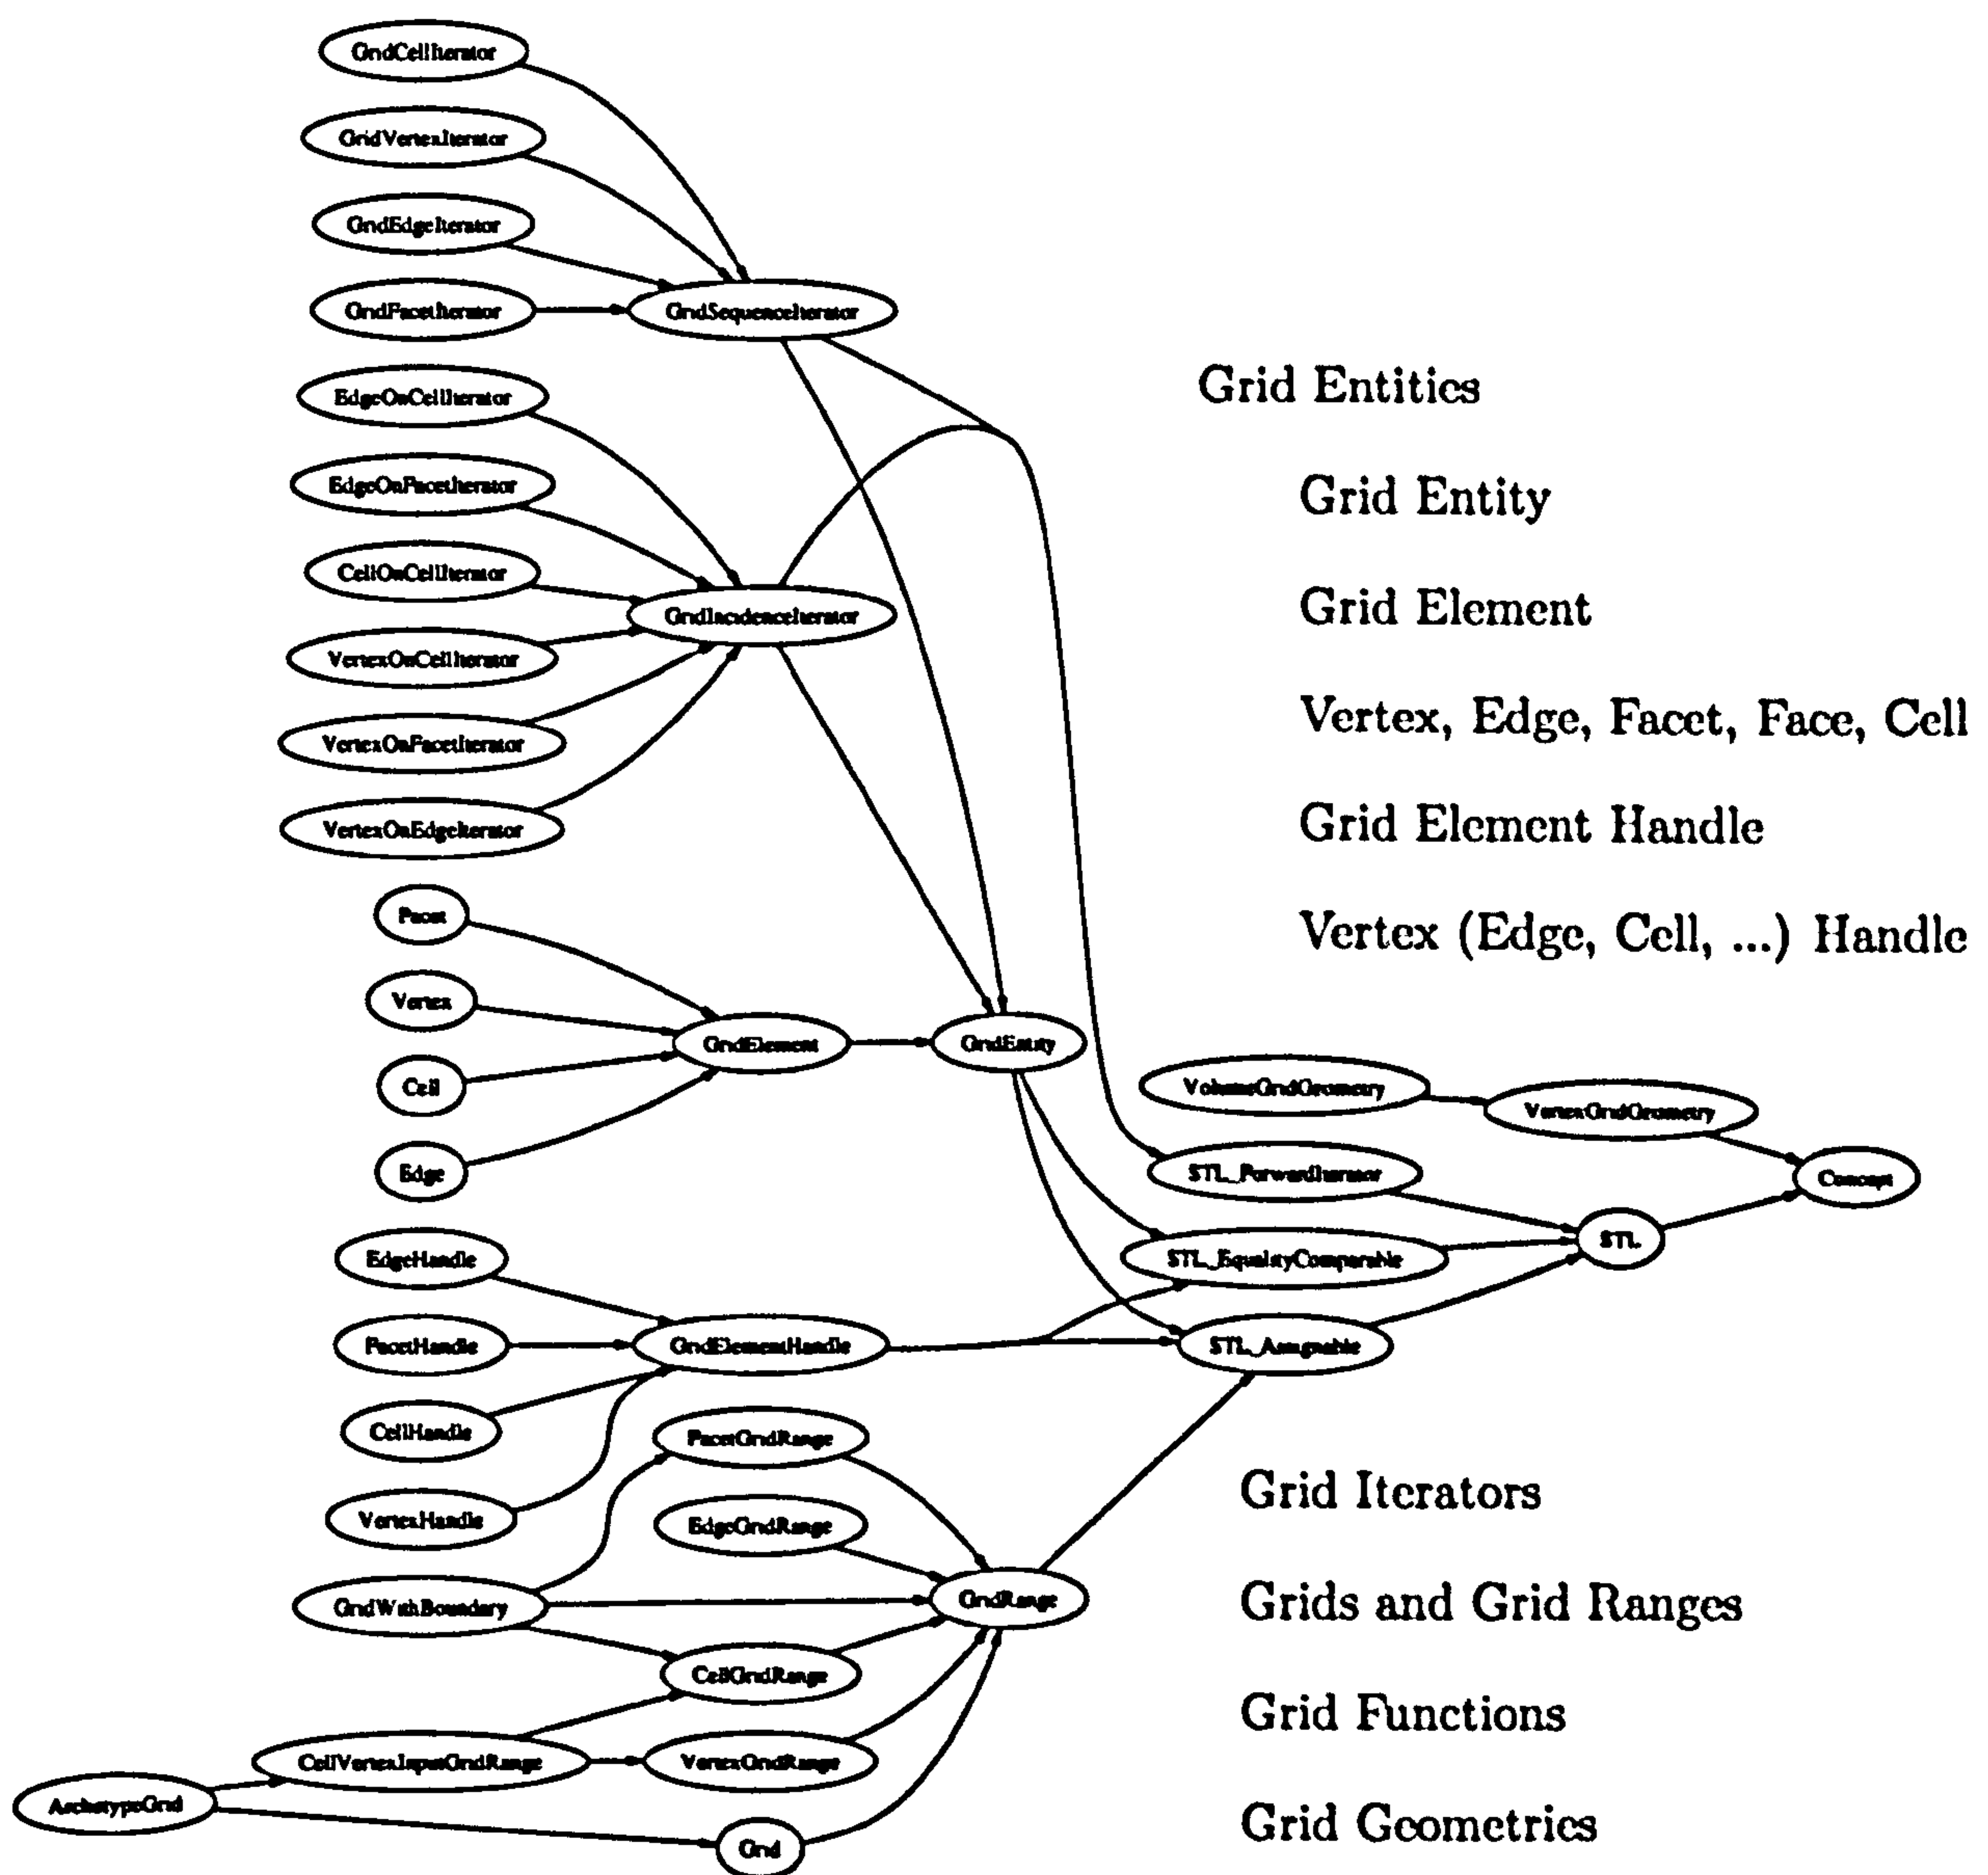 GridCellIterator
GridVertexIterator
GridEdgeIterator
GridFacetIterator
GridSequenceIterator
EdgeOnCellIterator
EdgeOnFacetIterator
CellOnCellIterator
GridIncidenceIterator
VertexOnCellIterator
VertexOnFacetIterator
VertexOnEdgeIterator
Grid Entities
Grid Entity
Grid Element
Vertex, Edge, Facet, Face, Cell
Grid Element Handle
Vertex (Edge, Cell, ...) Handle
Facet
Vertex
Cell
Edge
GridElement
GridEntity
VolumeGridGeometry
VertexGridGeometry
STL_ForwardIterator
Concept
STL
STL_EqualityComparable
STL_Assignable
EdgeHandle
FacetHandle
GridElementHandle
CellHandle
VertexHandle
FacetGridRange
EdgeGridRange
GridWithBoundary
GridRange
CellGridRange
CellVertexInputGridRange
VertexGridRange
ArchetypeGrid
Grid
Grid Iterators
Grids and Grid Ranges
Grid Functions
Grid Geometries